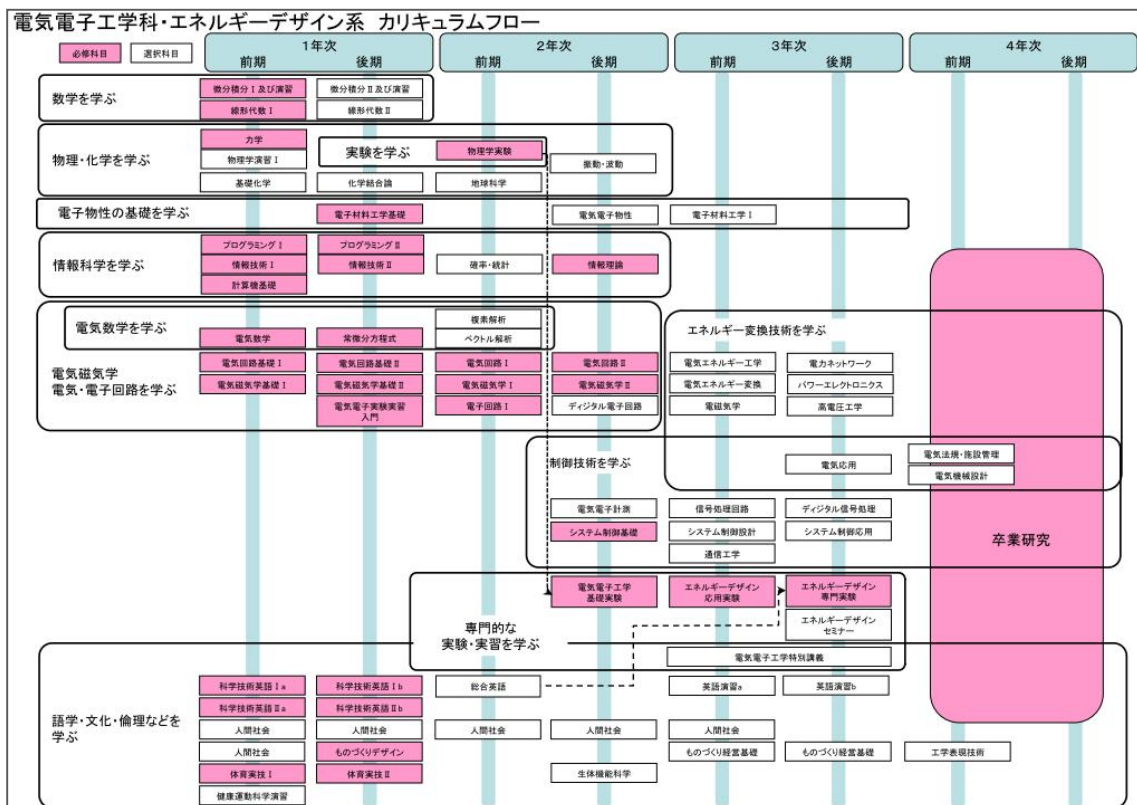 電気電子工学科・エネルギーデザイン系 カリキュラムフロー
必修科目 選択科目
1年次 2年次 3年次 4年次
前期 後期 前期 後期 前期 後期 前期 後期
数学を学ぶ
微分積分Ⅰ及び演習 微分積分Ⅱ及び演習
線形代数Ⅰ 線形代数Ⅱ
物理・化学を学ぶ
力学
実験を学ぶ 物理学実験
物理学演習Ⅰ
振動・波動
基礎化学 化学結合論 地球科学
電子物性の基礎を学ぶ
電子材料工学基礎 電気電子物性 電子材料工学Ⅰ
情報科学を学ぶ
プログラミングⅠ プログラミングⅡ
情報技術Ⅰ 情報技術Ⅱ 確率・統計 情報理論
計算機基礎
電気数学を学ぶ
複素解析
電気数学 常微分方程式 ベクトル解析
電気磁気学
電気・電子回路を学ぶ
電気回路基礎Ⅰ 電気回路基礎Ⅱ 電気回路Ⅰ 電気回路Ⅱ
電気磁気学基礎Ⅰ 電気磁気学基礎Ⅱ 電気磁気学Ⅰ 電気磁気学Ⅱ
電気電子実験実習
入門
電子回路Ⅰ ディジタル電子回路
エネルギー変換技術を学ぶ
電気エネルギー工学 電力ネットワーク
電気エネルギー変換 パワーエレクトロニクス
電磁気学 高電圧工学
制御技術を学ぶ
電気応用
電気法規・施設管理
電気機械設計
電気電子計測 信号処理回路 ディジタル信号処理
システム制御基礎 システム制御設計 システム制御応用
通信工学
卒業研究
専門的な
実験・実習を学ぶ
電気電子工学
基礎実験
エネルギーデザイン
応用実験
エネルギーデザイン
専門実験
エネルギーデザイン
セミナー
電気電子工学特別講義
語学・文化・倫理などを
学ぶ
科学技術英語Ⅰa 科学技術英語Ⅰb 総合英語 英語演習a 英語演習b
科学技術英語Ⅱa 科学技術英語Ⅱb
人間社会 人間社会 人間社会 人間社会 人間社会
人間社会 ものづくりデザイン ものづくり経営基礎 ものづくり経営基礎 工学表現技術
体育実技Ⅰ 体育実技Ⅱ 生体機能科学
健康運動科学演習